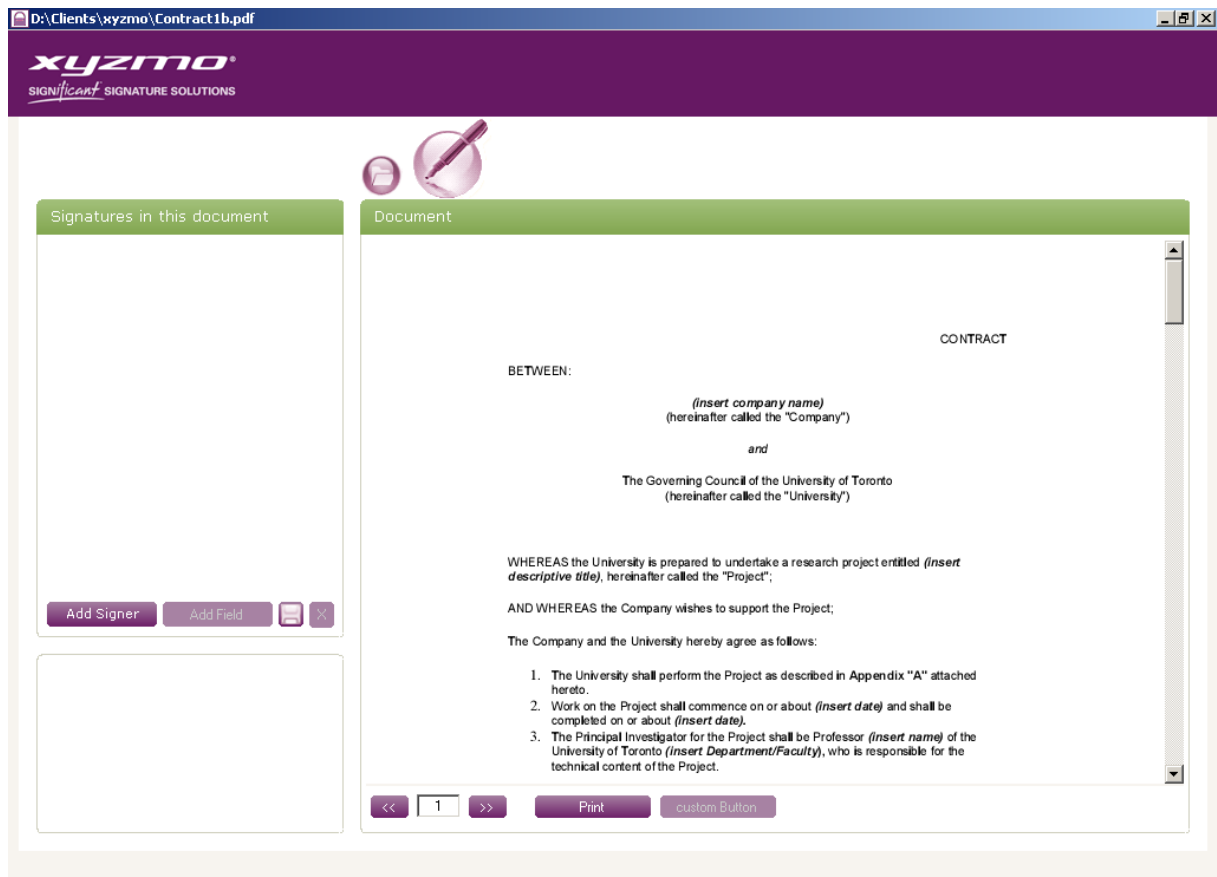 D:\Clients\xyzmo\Contract1b.pdf
xyzmo®
SIGNificant SIGNATURE SOLUTIONS
Signatures in this document
Document
CONTRACT
BETWEEN:
(insert company name)
(hereinafter called the "Company")
and
The Governing Council of the University of Toronto
(hereinafter called the "University")
WHEREAS the University is prepared to undertake a research project entitled (insert
descriptive title), hereinafter called the "Project";
AND WHEREAS the Company wishes to support the Project;
The Company and the University hereby agree as follows:
1. The University shall perform the Project as described in Appendix "A" attached
hereto.
2. Work on the Project shall commence on or about (insert date) and shall be
completed on or about (insert date).
3. The Principal Investigator for the Project shall be Professor (insert name) of the
University of Toronto (insert Department/Faculty), who is responsible for the
technical content of the Project.
Add Signer Add Field X
<< 1 >> Print custom Button